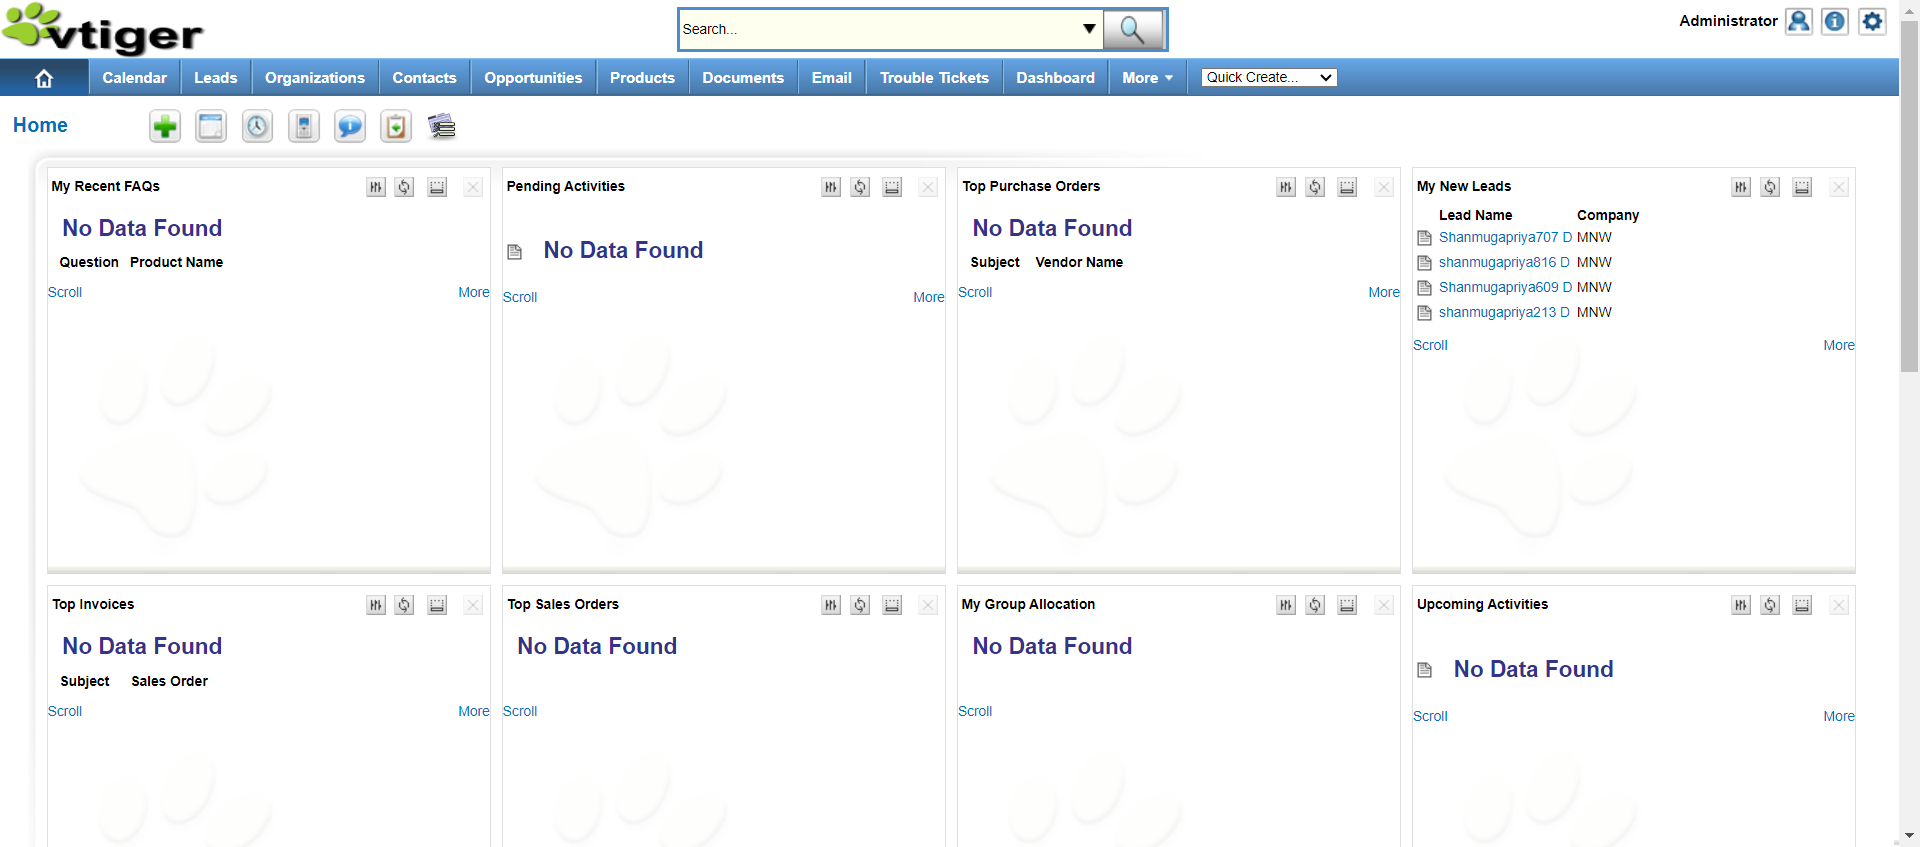 vtiger
Search...
Administrator
Calendar Leads Organizations Contacts Opportunities Products Documents Email Trouble Tickets Dashboard More Quick Create...
Home
My Recent FAQs
No Data Found
Question Product Name
Scroll More
Pending Activities
No Data Found
Scroll More
Top Purchase Orders
No Data Found
Subject Vendor Name
Scroll More
My New Leads
Lead Name Company
Shanmugapriya707 D MNW
shanmugapriya816 D MNW
Shanmugapriya609 D MNW
shanmugapriya213 D MNW
Scroll More
Top Invoices
No Data Found
Subject Sales Order
Scroll More
Top Sales Orders
No Data Found
Scroll
My Group Allocation
No Data Found
Scroll
Upcoming Activities
No Data Found
Scroll More